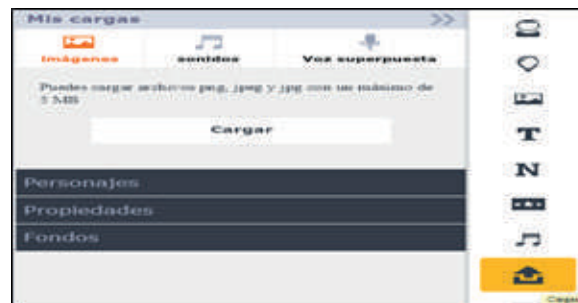 Mis cargas >>
Imágenes sonidos Voz superpuesta
Puedes cargar archivos png, jpeg y jpg con un máximo de
5 MB
Cargar
Personajes
Propiedades
Fondos
T
N